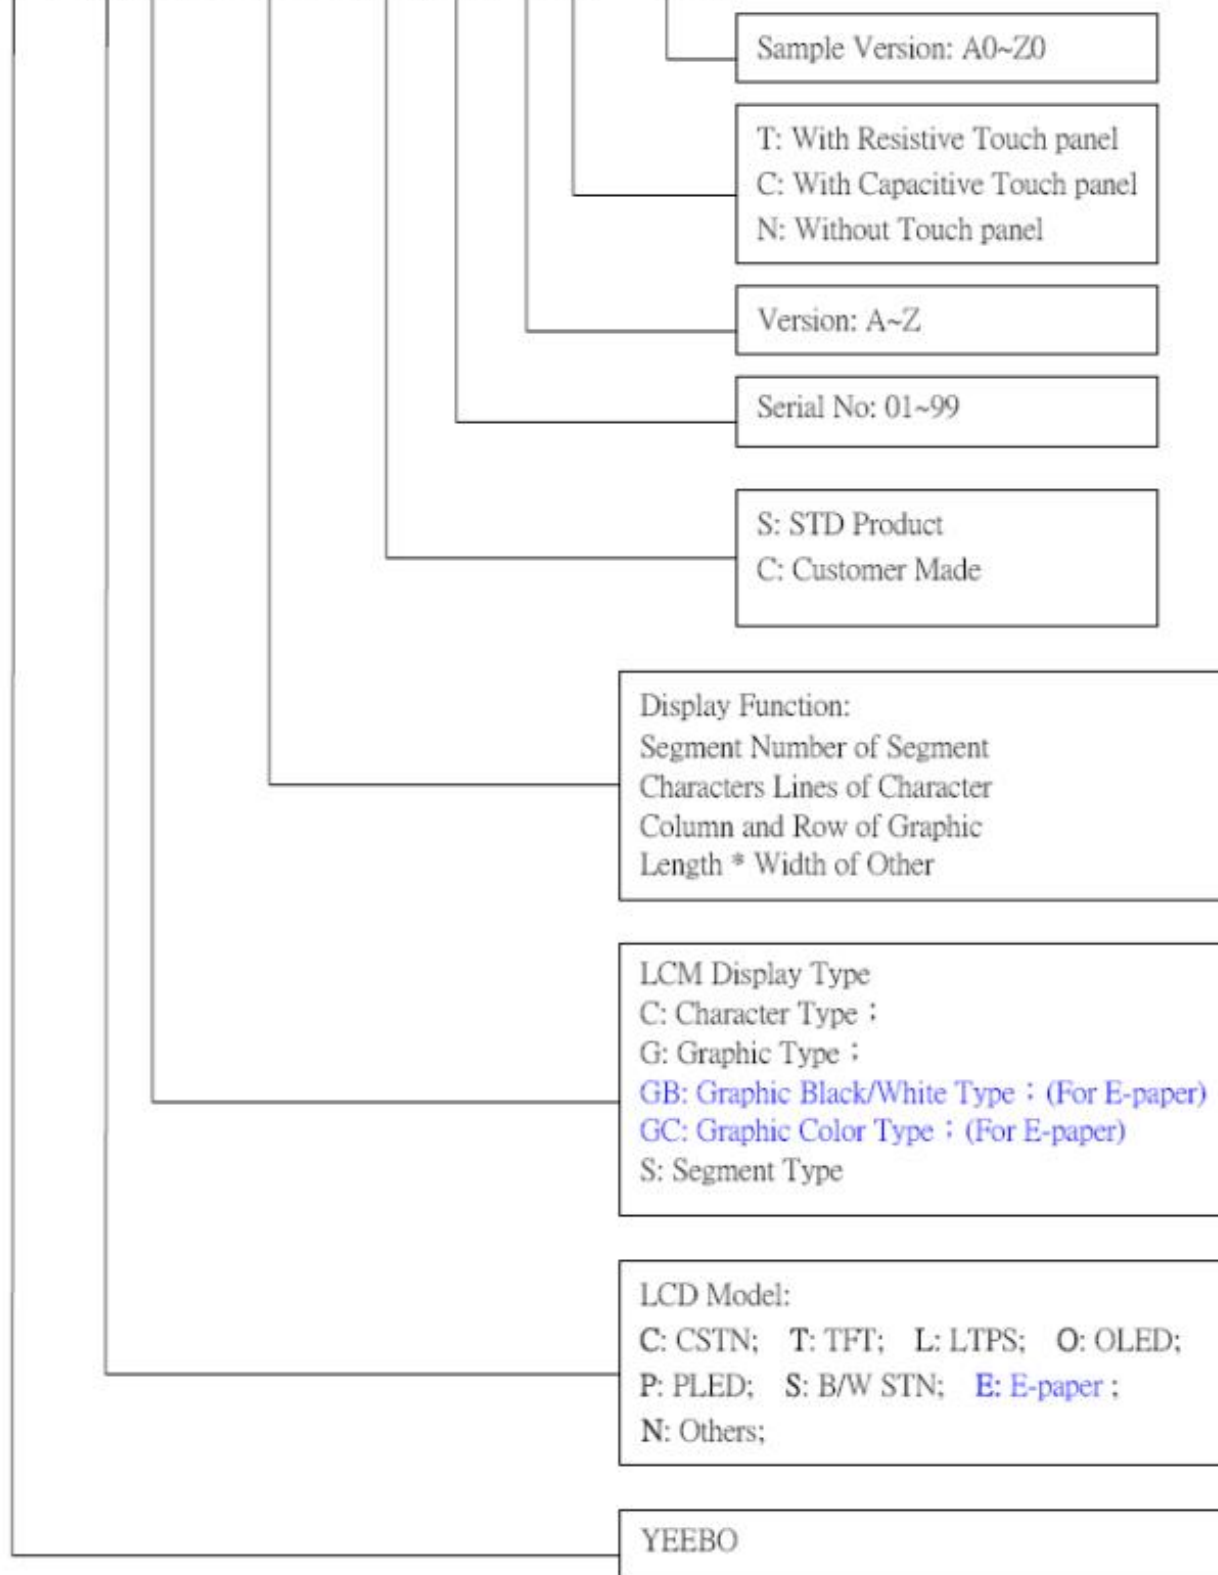 Sample Version: A0~Z0
T: With Resistive Touch panel
C: With Capacitive Touch panel
N: Without Touch panel
Version: A~Z
Serial No: 01~99
S: STD Product
C: Customer Made
Display Function:
Segment Number of Segment
Characters Lines of Character
Column and Row of Graphic
Length * Width of Other
LCM Display Type
C: Character Type；
G: Graphic Type；
GB: Graphic Black/White Type：(For E-paper)
GC: Graphic Color Type；(For E-paper)
S: Segment Type
LCD Model:
C: CSTN; T: TFT; L: LTPS; O: OLED;
P: PLED; S: B/W STN; E: E-paper ;
N: Others;
YEEBO